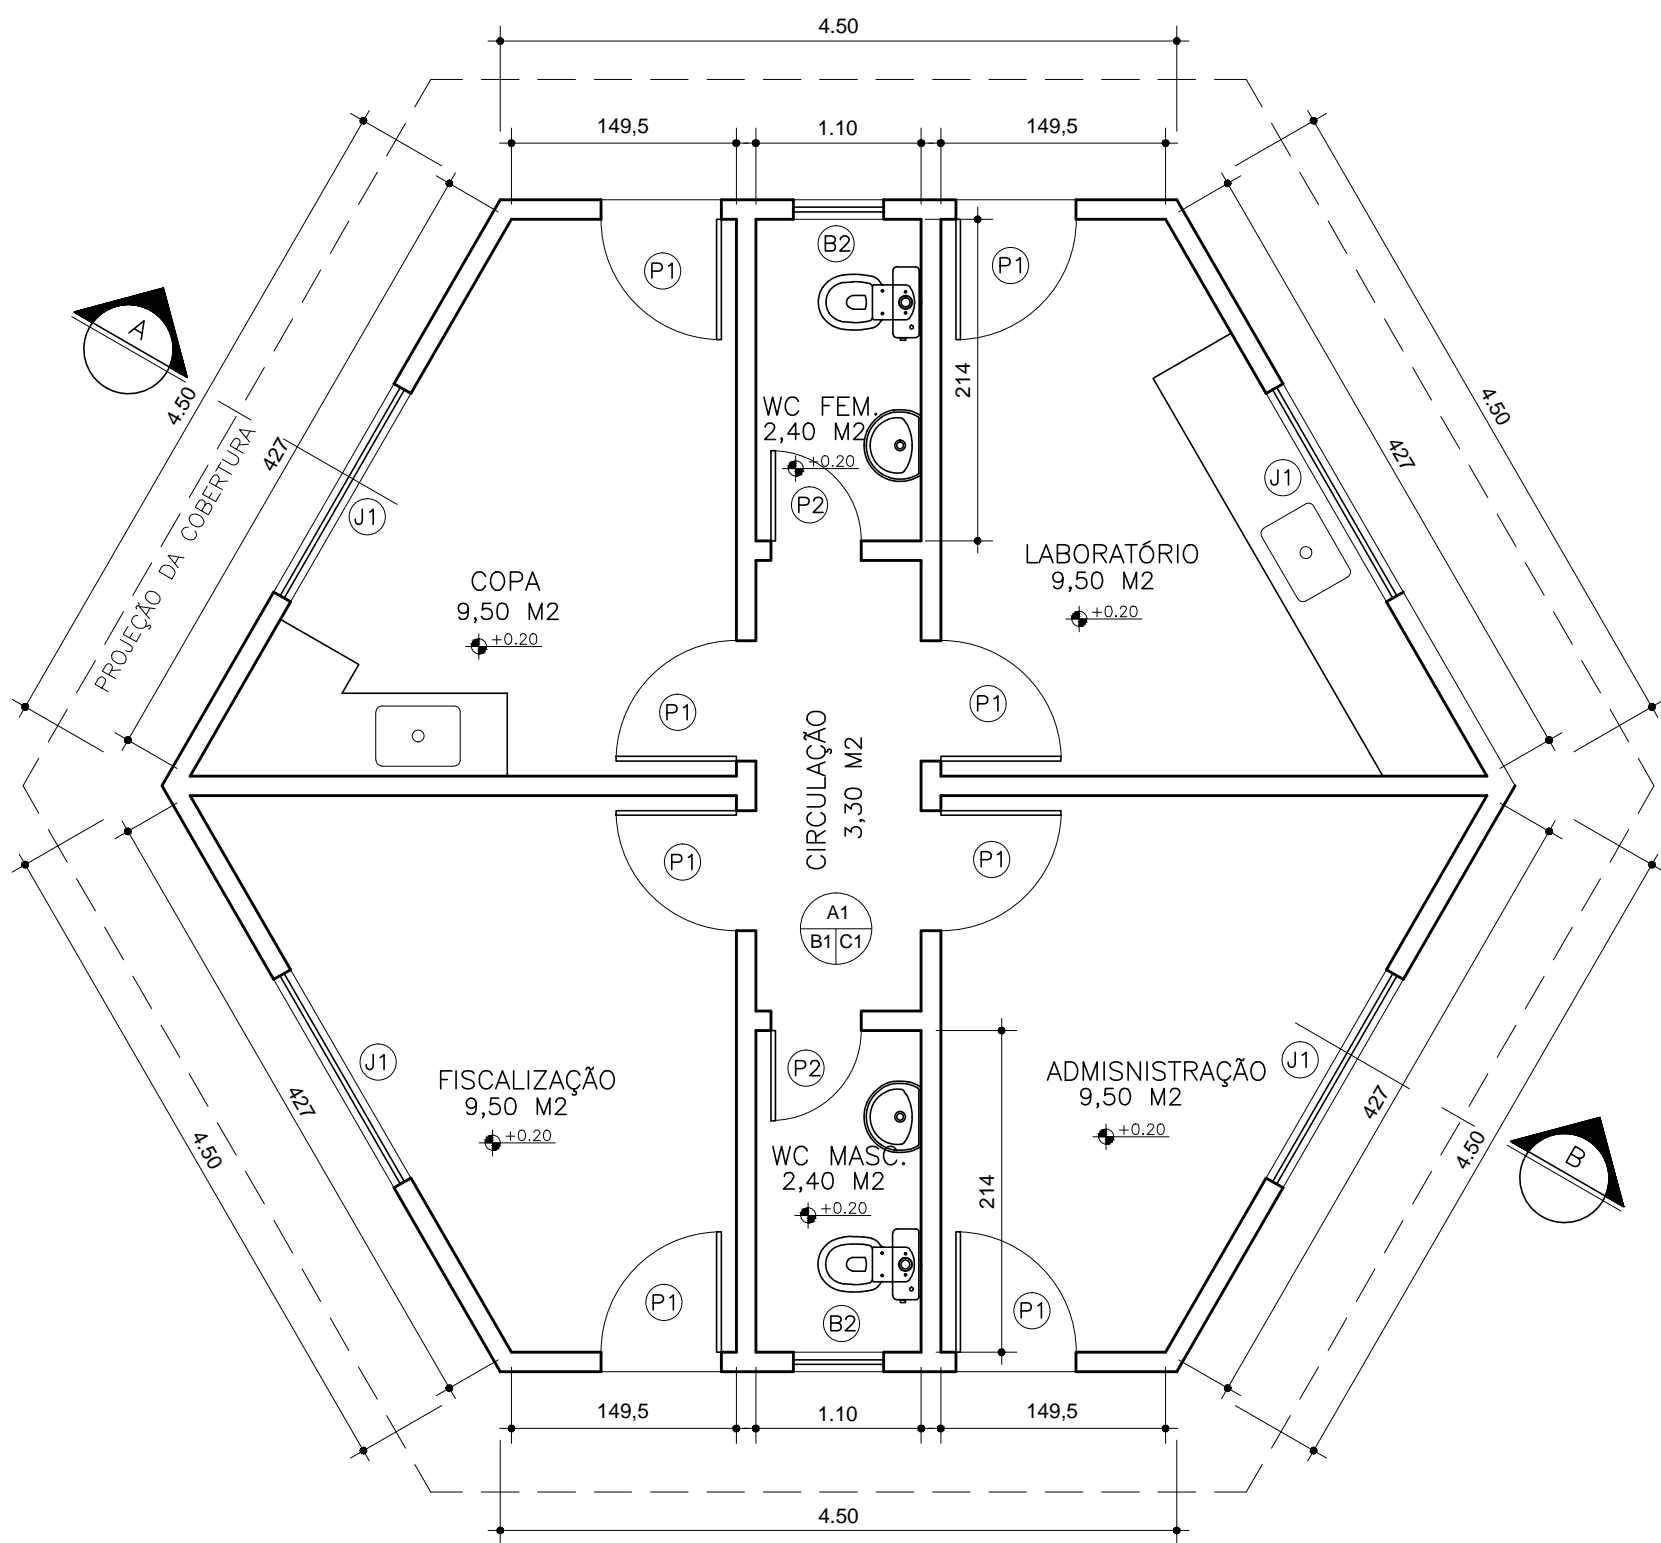 4.50
149,5
1.10
149,5
B2
P1
P1
A
4.50
427
PROJEÇÃO DA COBERTURA
J1
214
WC FEM.
2,40 M2
+0.20
P2
4.50
427
J1
COPA
9,50 M2
+0.20
LABORATÓRIO
9,50 M2
+0.20
P1
P1
CIRCULAÇÃO
3,30 M2
P1
P1
A1
B1 C1
J1
FISCALIZAÇÃO
9,50 M2
+0.20
427
4.50
P2
WC MASC.
2,40 M2
+0.20
214
ADMISNISTRAÇÃO
9,50 M2
+0.20
J1
427
4.50
B
P1
B2
P1
149,5
1.10
149,5
4.50